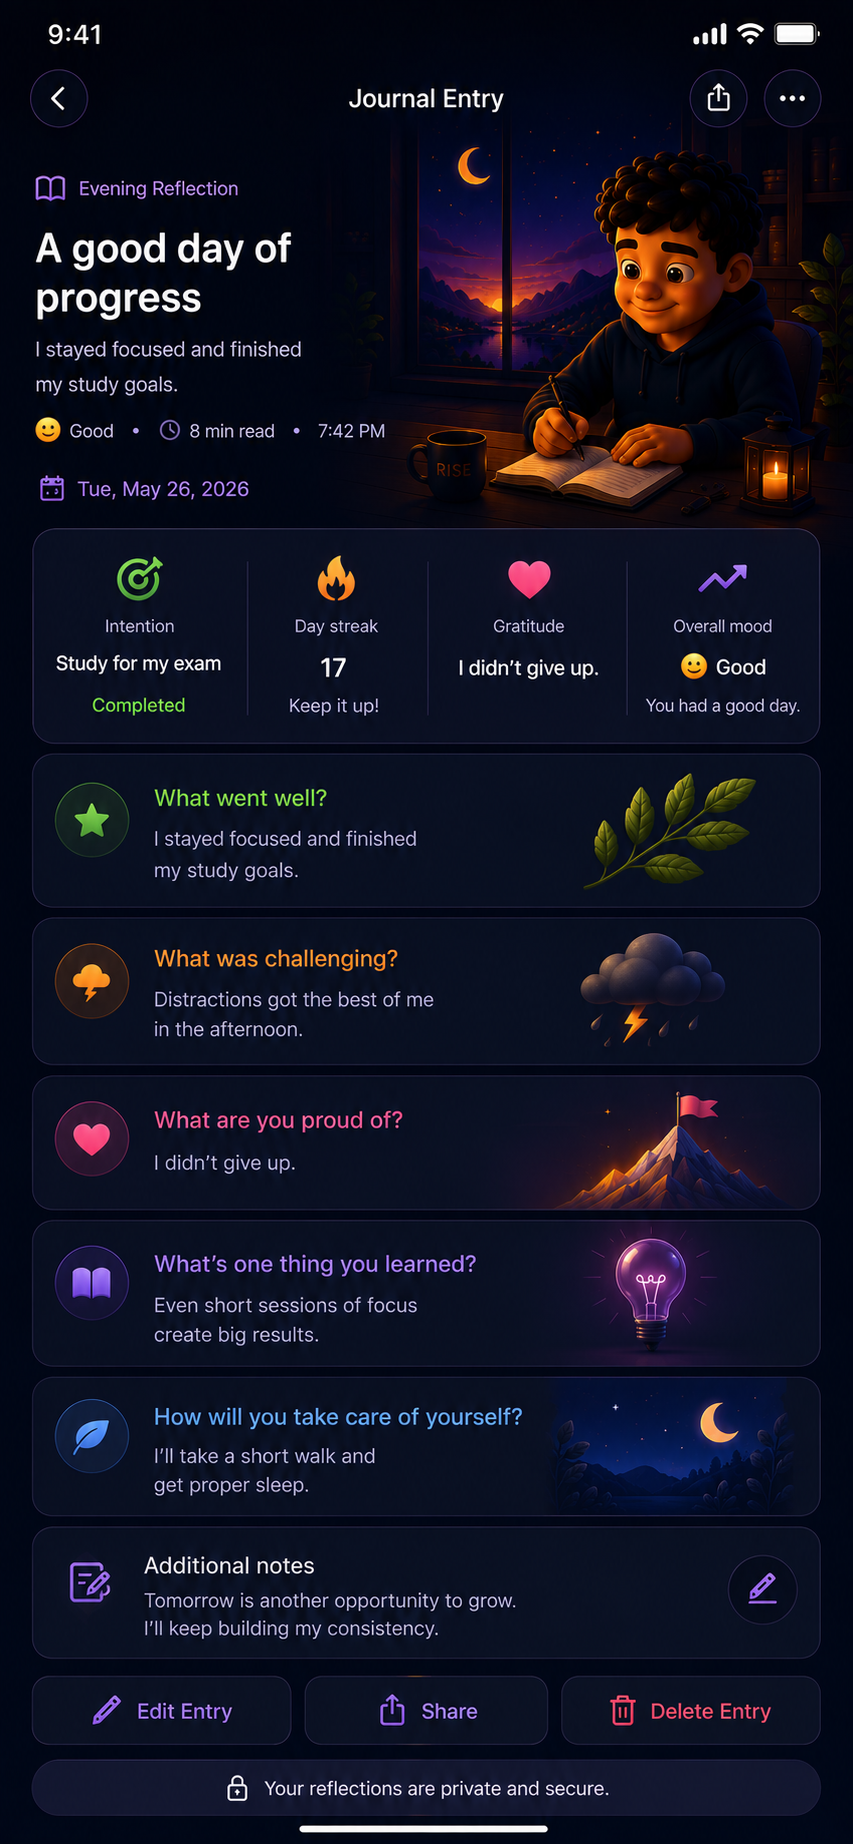 9:41
Journal Entry
Evening Reflection
A good day of
progress
I stayed focused and finished
my study goals.
Good • 8 min read • 7:42 PM
RISE
Tue, May 26, 2026
Intention
Study for my exam
Completed
Day streak
17
Keep it up!
Gratitude
I didn’t give up.
Overall mood
Good
You had a good day.
What went well?
I stayed focused and finished
my study goals.
What was challenging?
Distractions got the best of me
in the afternoon.
What are you proud of?
I didn’t give up.
What’s one thing you learned?
Even short sessions of focus
create big results.
How will you take care of yourself?
I’ll take a short walk and
get proper sleep.
Additional notes
Tomorrow is another opportunity to grow.
I’ll keep building my consistency.
Edit Entry
Share
Delete Entry
Your reflections are private and secure.